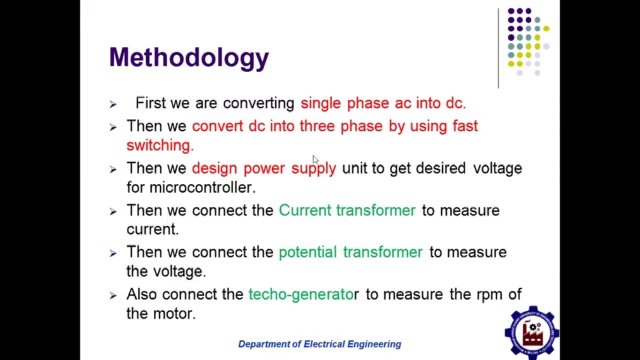 Methodology
First we are converting single phase ac into dc.
Then we convert dc into three phase by using fast
switching.
Then we design power supply unit to get desired voltage
for microcontroller.
Then we connect the Current transformer to measure
current.
Then we connect the potential transformer to measure
the voltage.
Also connect the techo-generator to measure the rpm of
the motor.
Department of Electrical Engineering